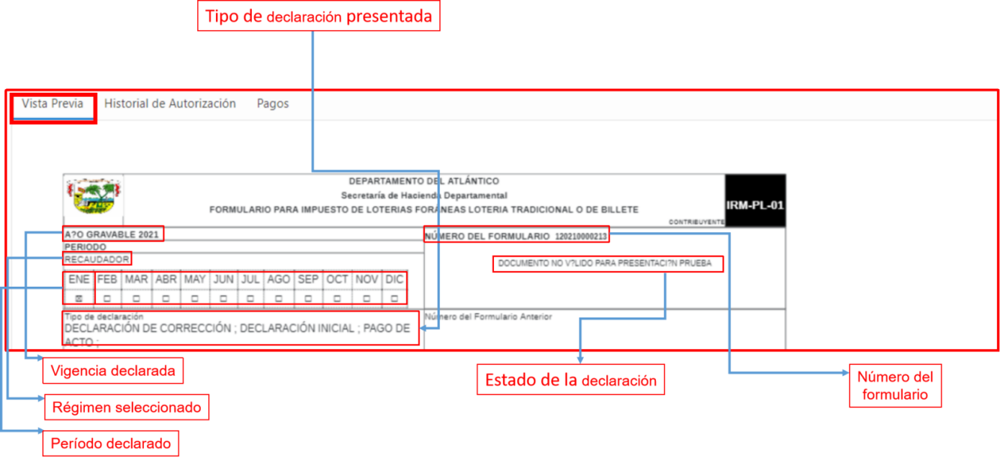 Tipo de declaración presentada
Vista Previa Historial de Autorización Pagos
DEPARTAMENTO DEL ATLÁNTICO
Secretaría de Hacienda Departamental
FORMULARIO PARA IMPUESTO DE LOTERIAS FORÁNEAS LOTERIA TRADICIONAL O DE BILLETE
IRM-PL-01
CONTRIBUYENTE
A?O GRAVABLE 2021
NÚMERO DEL FORMULARIO 120210000213
PERIODO
RECAUDADOR
DOCUMENTO NO V?LIDO PARA PRESENTACI?N PRUEBA
ENE FEB MAR ABR MAY JUN JUL AGO SEP OCT NOV DIC
Tipo de declaración
Número del Formulario Anterior
DECLARACIÓN DE CORRECCIÓN ; DECLARACIÓN INICIAL ; PAGO DE
ACTO ;
Vigencia declarada
Estado de la declaración
Número del
formulario
Régimen seleccionado
Período declarado